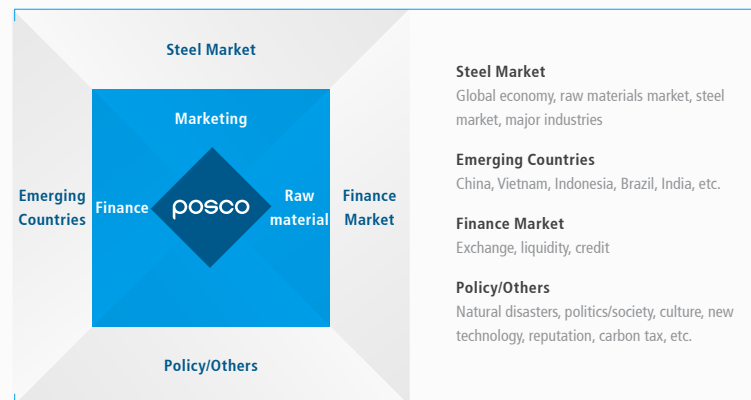 Steel Market
Marketing
Emerging
Countries
Finance
posco
Raw
material
Finance
Market
Policy/Others
Steel Market
Global economy, raw materials market, steel
market, major industries
Emerging Countries
China, Vietnam, Indonesia, Brazil, India, etc.
Finance Market
Exchange, liquidity, credit
Policy/Others
Natural disasters, politics/society, culture, new
technology, reputation, carbon tax, etc.